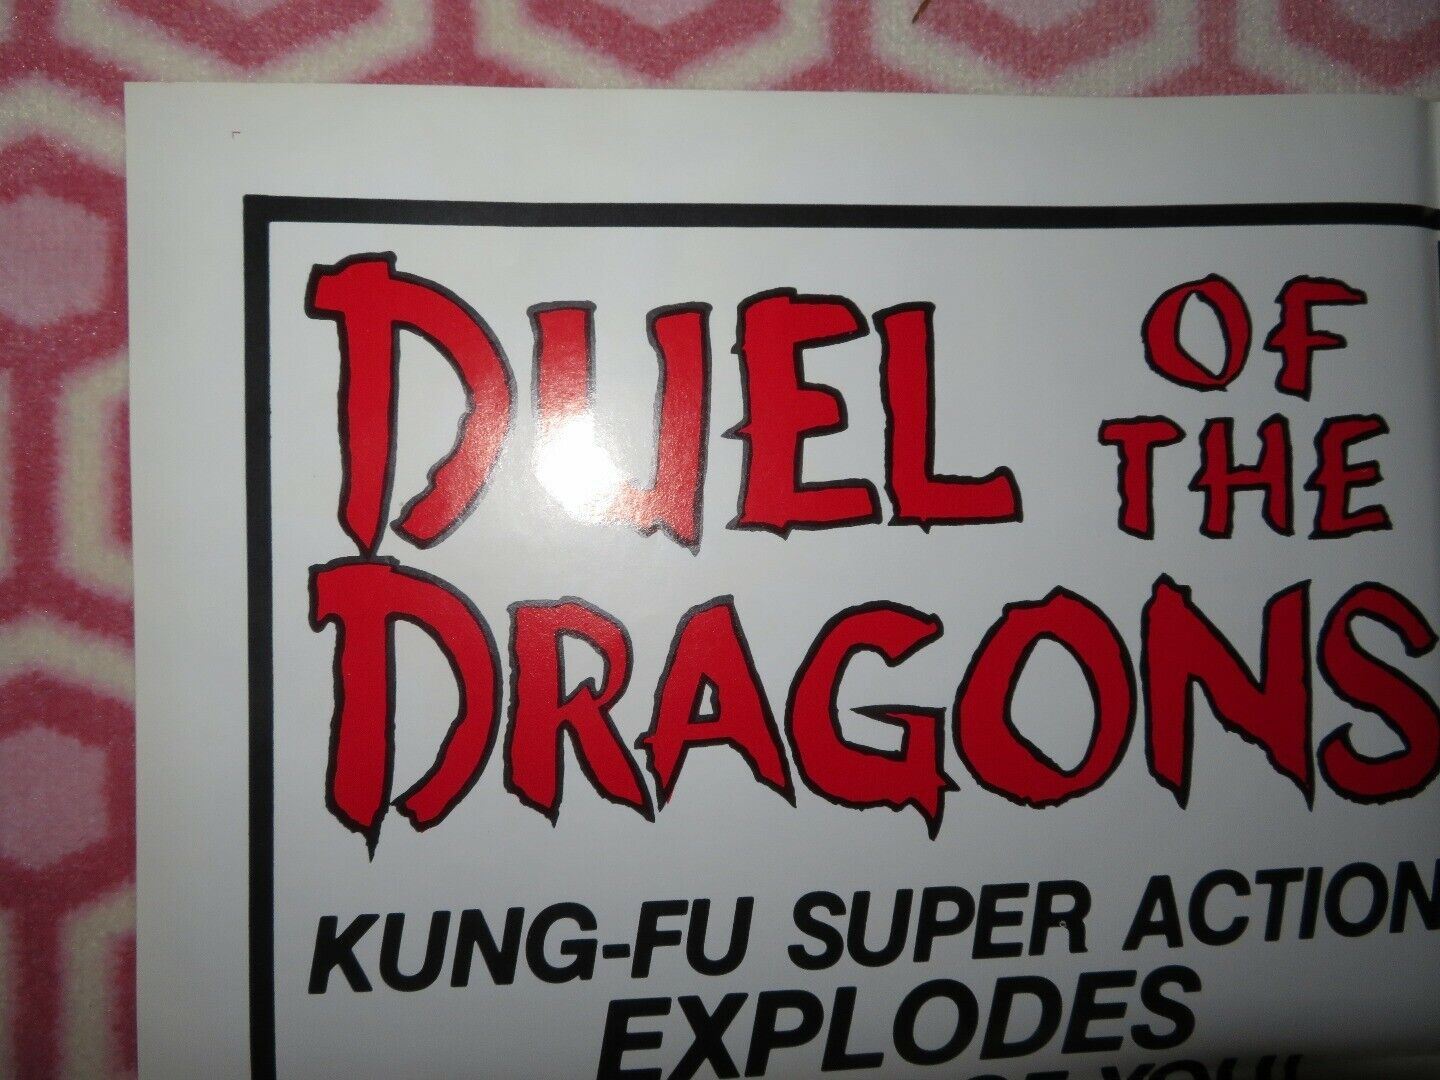 DUEL OF THE
DRAGONS
KUNG-FU SUPER ACTION
EXPLODES